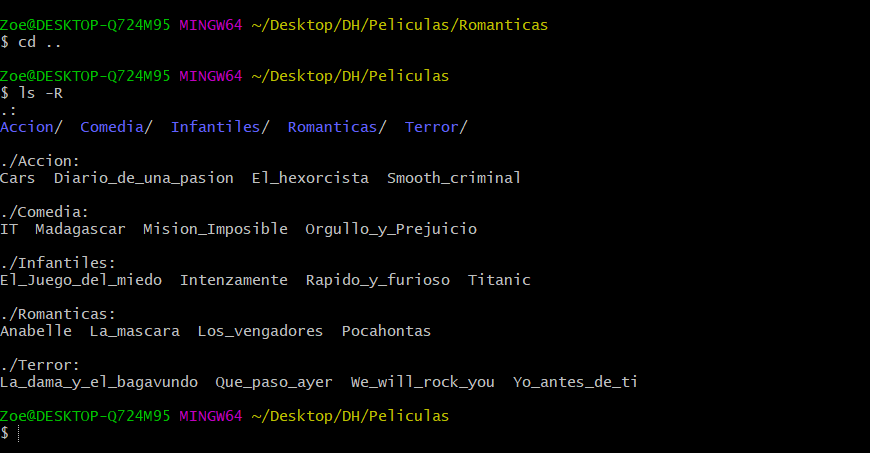 Zoe@DESKTOP-Q724M95 MINGW64 ~/Desktop/DH/Peliculas/Romanticas
$ cd ..
Zoe@DESKTOP-Q724M95 MINGW64 ~/Desktop/DH/Peliculas
$ ls -R
.:
Accion/  Comedia/  Infantiles/  Romanticas/  Terror/
./Accion:
Cars  Diario_de_una_pasion  El_hexorcista  Smooth_criminal
./Comedia:
IT  Madagascar  Mision_Imposible  Orgullo_y_Prejuicio
./Infantiles:
El_Juego_del_miedo  Intenzamente  Rapido_y_furioso  Titanic
./Romanticas:
Anabelle  La_mascara  Los_vengadores  Pocahontas
./Terror:
La_dama_y_el_bagavundo  Que_paso_ayer  We_will_rock_you  Yo_antes_de_ti
Zoe@DESKTOP-Q724M95 MINGW64 ~/Desktop/DH/Peliculas
$